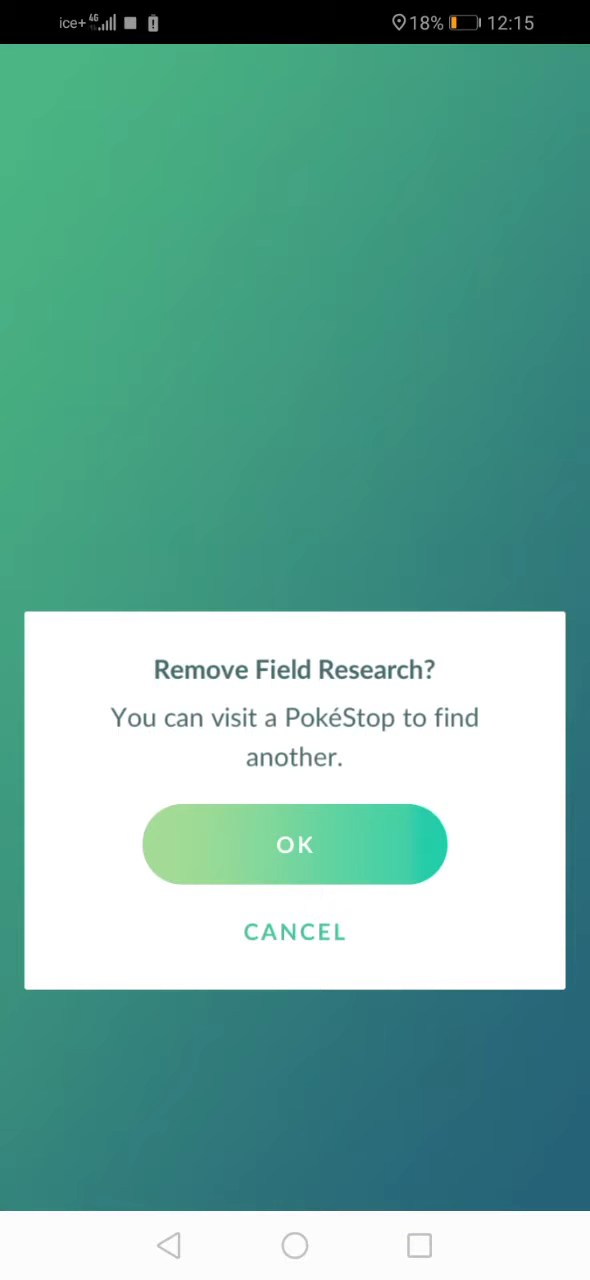 ice+ 4G 18% 12:15
Remove Field Research?
You can visit a PokéStop to find
another.
OK
CANCEL